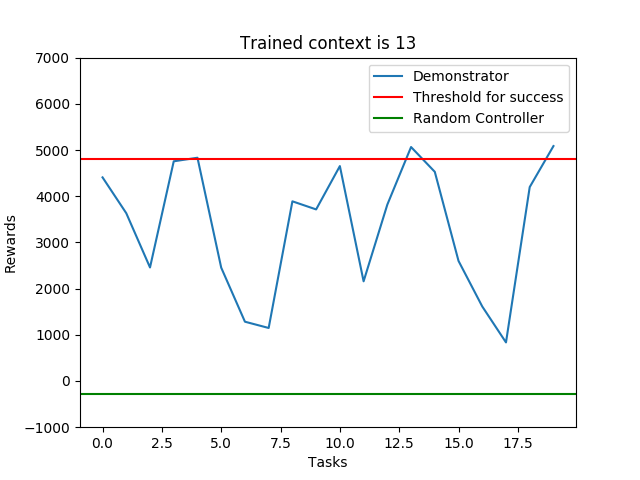 Trained context is 13
Demonstrator
Threshold for success
Random Controller
7000
6000
5000
4000
3000
2000
1000
0
−1000
Rewards
0.0 2.5 5.0 7.5 10.0 12.5 15.0 17.5
Tasks